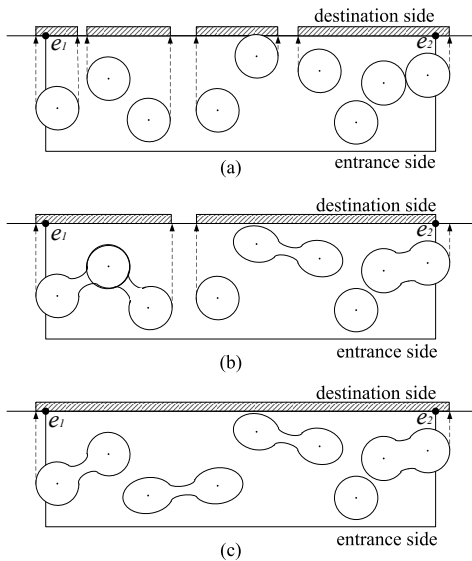 destination side
e1 e2
entrance side
(a)
destination side
e1 e2
entrance side
(b)
destination side
e1 e2
entrance side
(c)